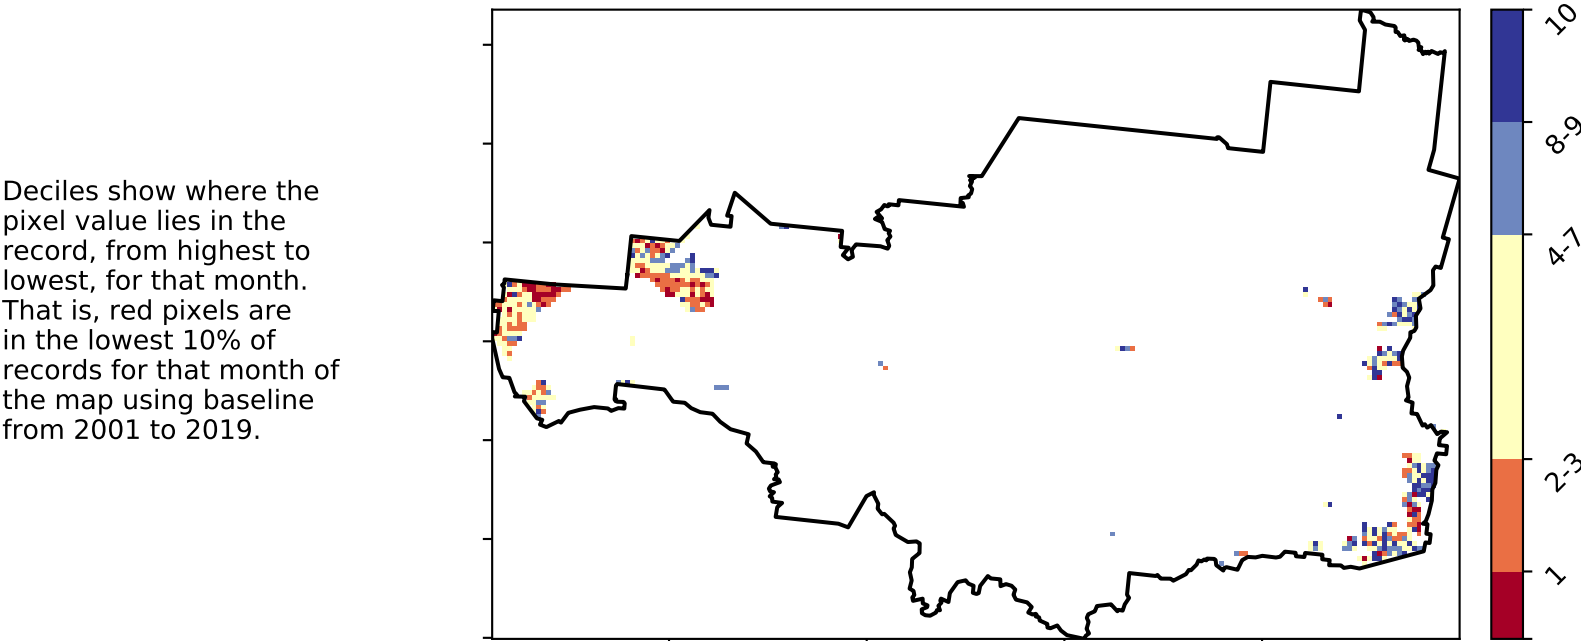 Deciles show where the
pixel value lies in the
record, from highest to
lowest, for that month.
That is, red pixels are
in the lowest 10% of
records for that month of
the map using baseline
from 2001 to 2019.
10
8-9
4-7
2-3
1